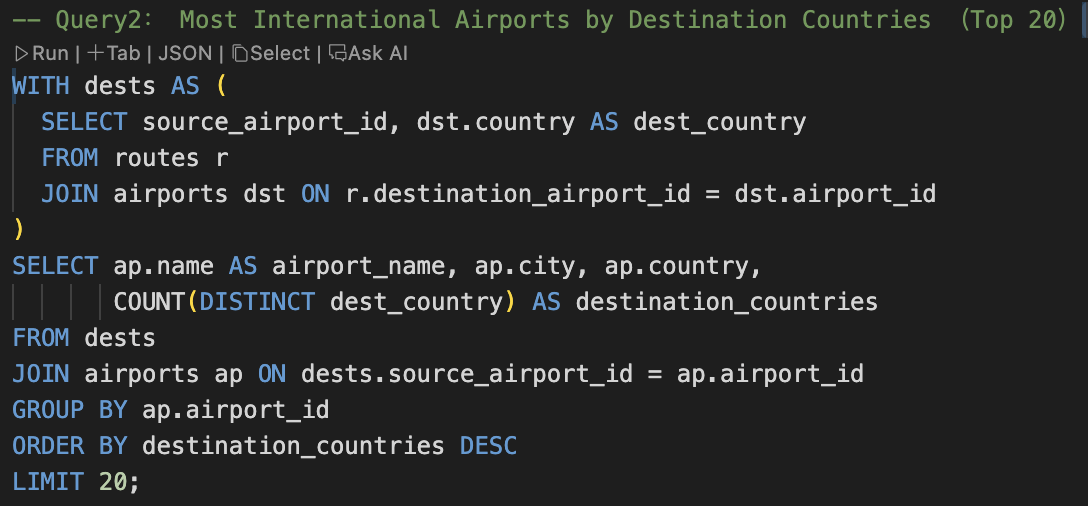 -- Query2: Most International Airports by Destination Countries (Top 20)
Run | +Tab | JSON | Select | Ask AI
WITH dests AS (
  SELECT source_airport_id, dst.country AS dest_country
  FROM routes r
  JOIN airports dst ON r.destination_airport_id = dst.airport_id
)
SELECT ap.name AS airport_name, ap.city, ap.country,
       COUNT(DISTINCT dest_country) AS destination_countries
FROM dests
JOIN airports ap ON dests.source_airport_id = ap.airport_id
GROUP BY ap.airport_id
ORDER BY destination_countries DESC
LIMIT 20;